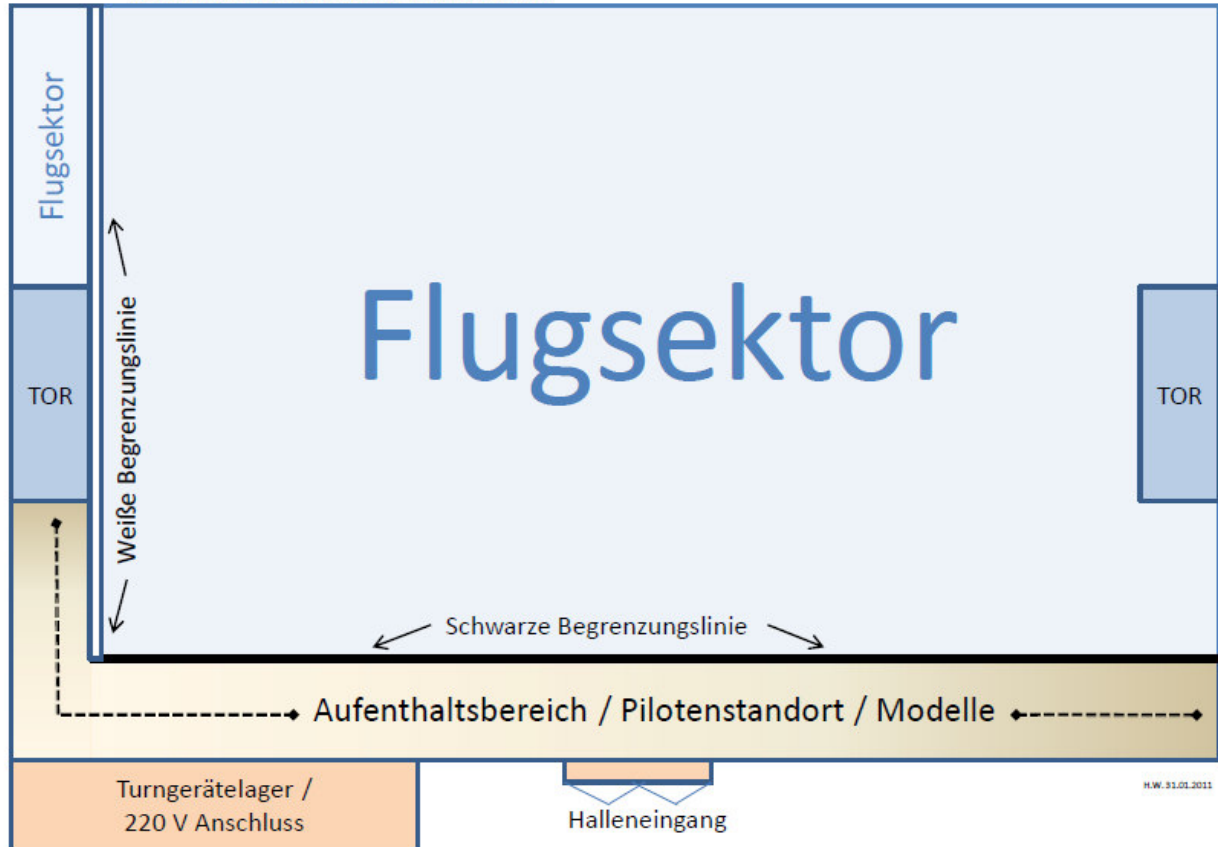 Flugsektor
Flugsektor
TOR
Weiße Begrenzungslinie
TOR
Schwarze Begrenzungslinie
Aufenthaltsbereich / Pilotenstandort / Modelle
Turngerätelager /
220 V Anschluss
Halleneingang
H.W. 31.01.2011